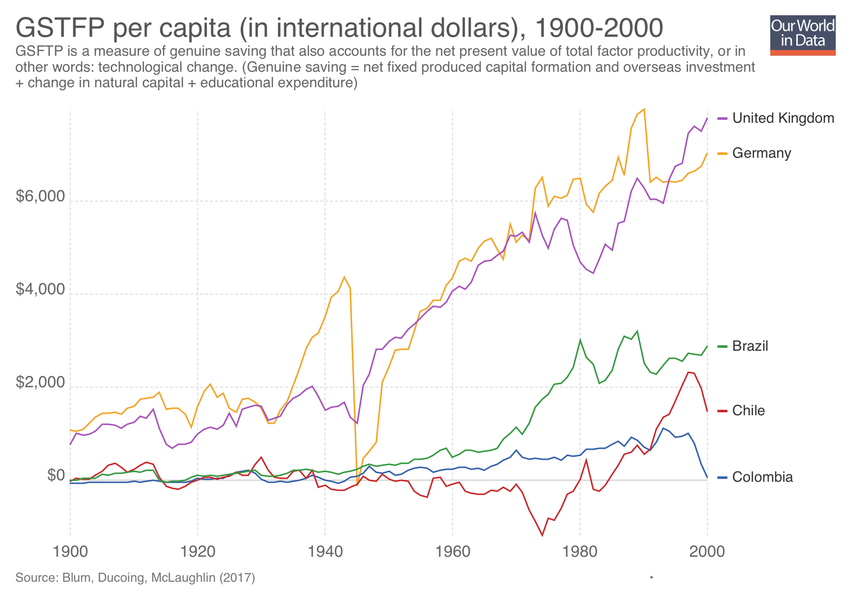 GSTFP per capita (in international dollars), 1900-2000
Our World
in Data
GSFTP is a measure of genuine saving that also accounts for the net present value of total factor productivity, or in
other words: technological change. (Genuine saving = net fixed produced capital formation and overseas investment
+ change in natural capital + educational expenditure)
United Kingdom
Germany
$6,000
$4,000
Brazil
$2,000
Chile
$0
Colombia
1900
1920
1940
1960
1980
2000
Source: Blum, Ducoing, McLaughlin (2017)